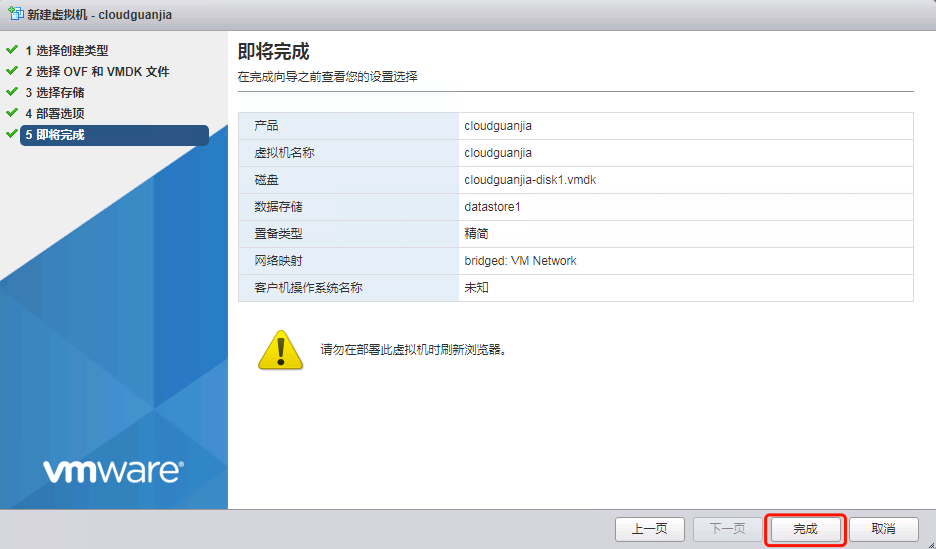 新建虚拟机 - cloudguanjia
1 选择创建类型
2 选择 OVF 和 VMDK 文件
3 选择存储
4 部署选项
5 即将完成
即将完成
在完成向导之前查看您的设置选择
产品 cloudguanjia
虚拟机名称 cloudguanjia
磁盘 cloudguanjia-disk1.vmdk
数据存储 datastore1
置备类型 精简
网络映射 bridged: VM Network
客户机操作系统名称 未知
请勿在部署此虚拟机时刷新浏览器。
vmware®
上一页 下一页 完成 取消